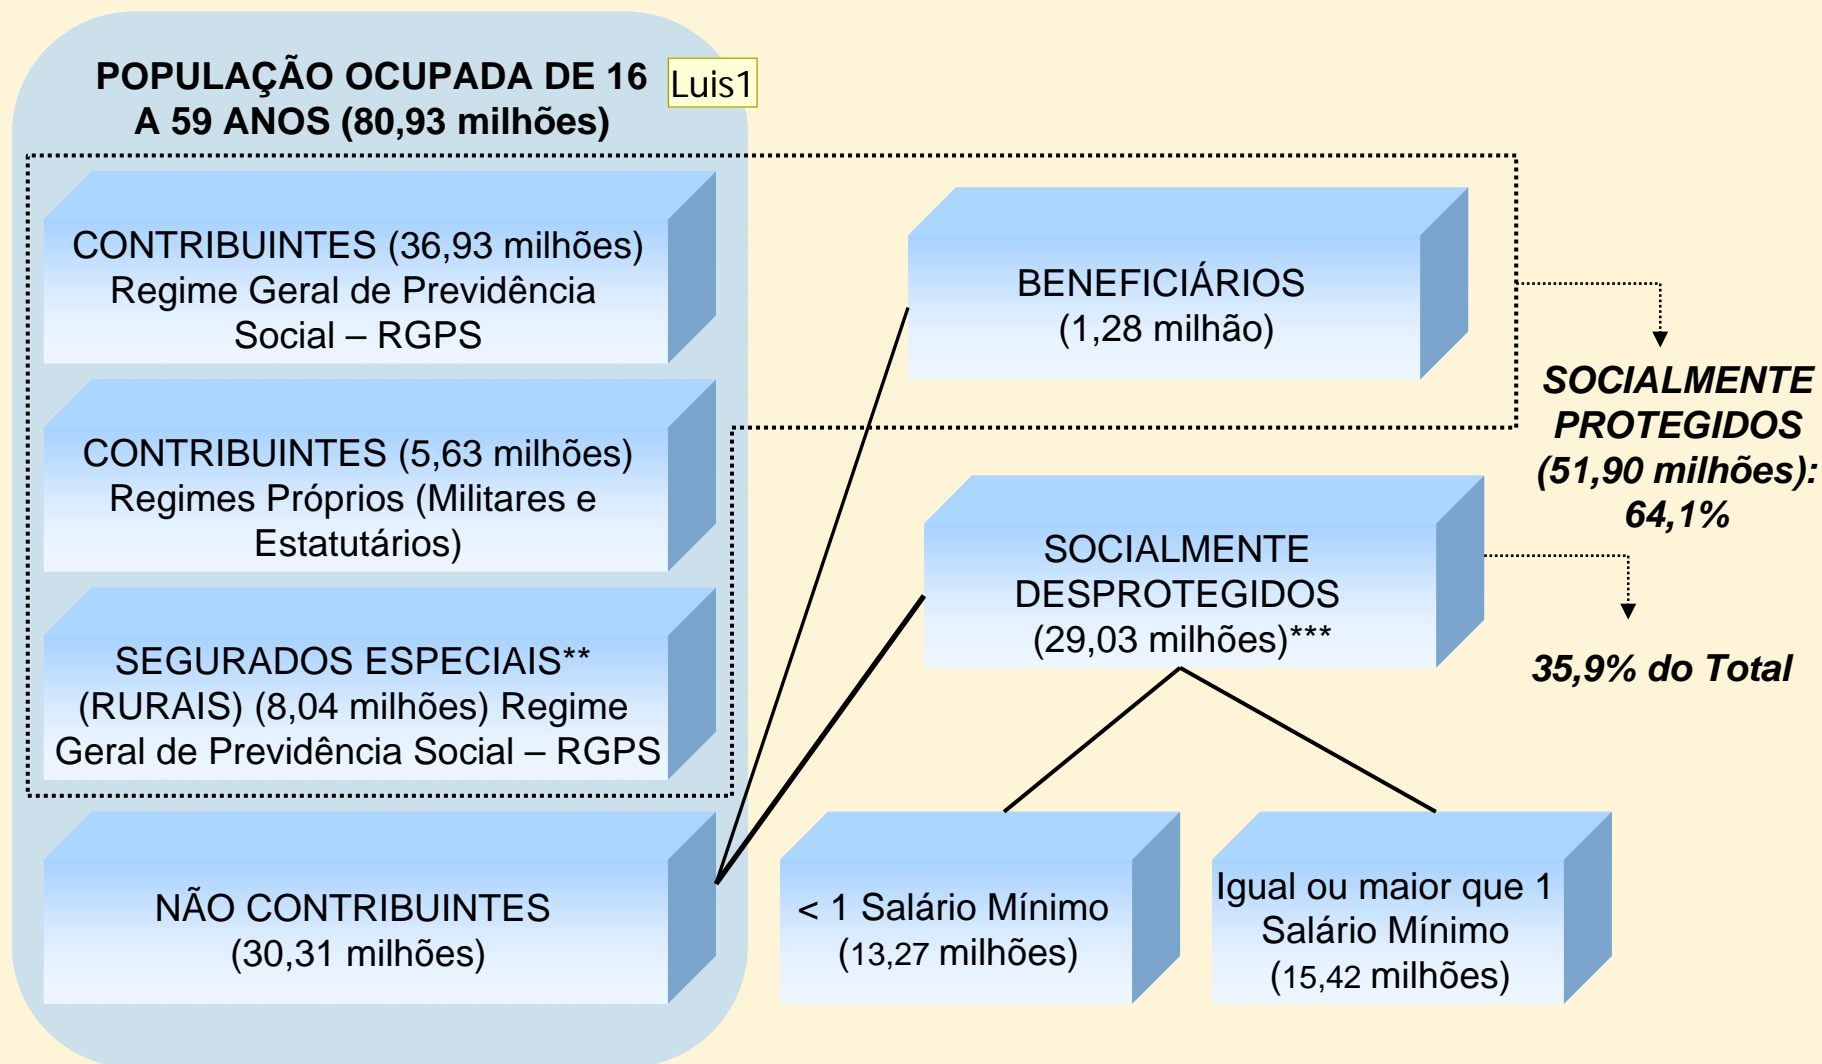 POPULAÇÃO OCUPADA DE 16
A 59 ANOS (80,93 milhões)
Luis1
CONTRIBUINTES (36,93 milhões)
Regime Geral de Previdência
Social – RGPS
CONTRIBUINTES (5,63 milhões)
Regimes Próprios (Militares e
Estatutários)
SEGURADOS ESPECIAIS**
(RURAIS) (8,04 milhões) Regime
Geral de Previdência Social – RGPS
NÃO CONTRIBUINTES
(30,31 milhões)
BENEFICIÁRIOS
(1,28 milhão)
SOCIALMENTE
PROTEGIDOS
(51,90 milhões):
64,1%
SOCIALMENTE
DESPROTEGIDOS
(29,03 milhões)***
35,9% do Total
< 1 Salário Mínimo
(13,27 milhões)
Igual ou maior que 1
Salário Mínimo
(15,42 milhões)